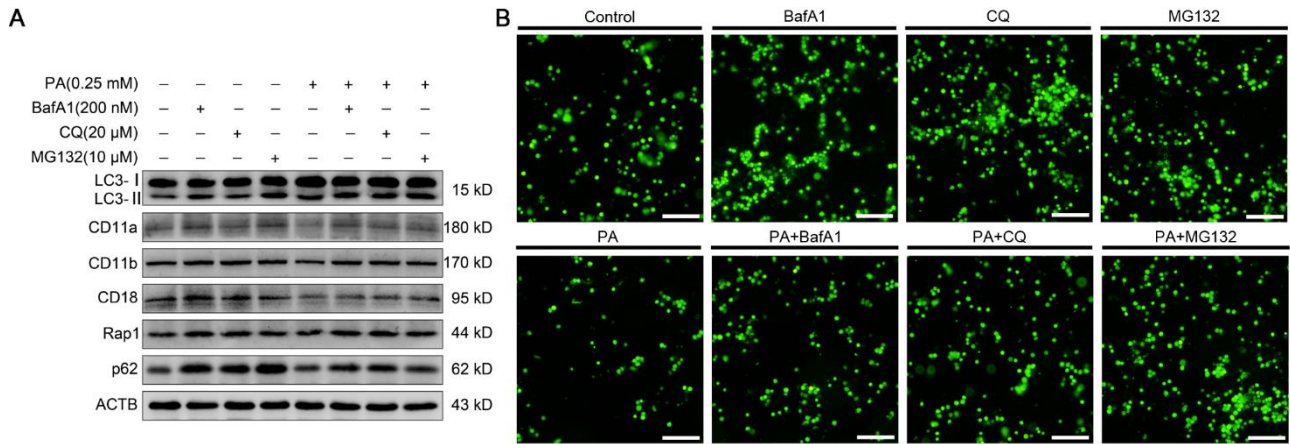 A
PA(0.25 mM) – – – – + + + +
BafA1(200 nM) – + – – – + – –
CQ(20 μM) – – + – – – + –
MG132(10 μM) – – – + – – – +
LC3- I
LC3- II 15 kD
CD11a 180 kD
CD11b 170 kD
CD18 95 kD
Rap1 44 kD
p62 62 kD
ACTB 43 kD
B
Control BafA1 CQ MG132
PA PA+BafA1 PA+CQ PA+MG132